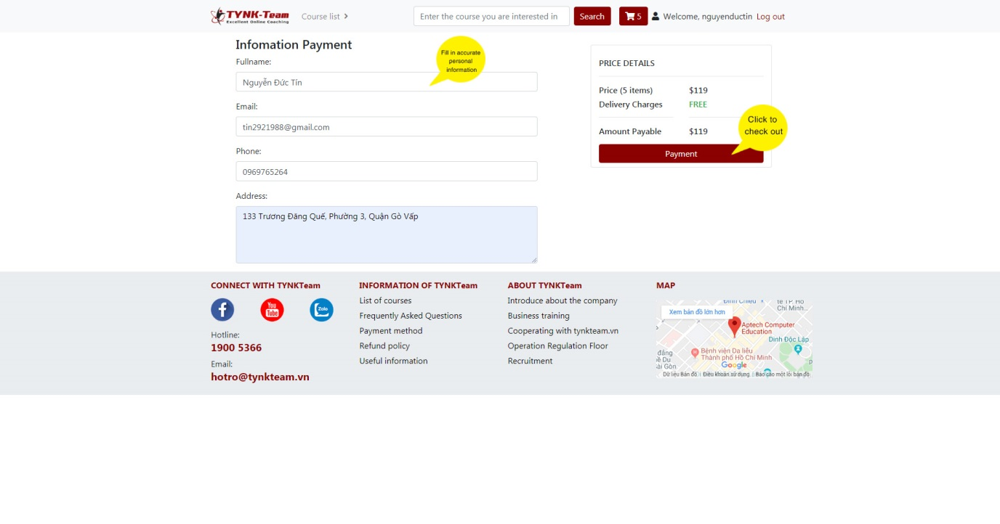 TYNK-Team
Excellent Online Coaching
Course list
Enter the course you are interested in
Search
5
Welcome, nguyenductin
Log out
Infomation Payment
Fullname:
Nguyễn Đức Tín
Fill in accurate
personal
information
Email:
tin2921988@gmail.com
Phone:
0969765264
Address:
133 Trương Đăng Quế, Phường 3, Quận Gò Vấp
PRICE DETAILS
Price (5 items) $119
Delivery Charges FREE
Amount Payable $119
Click to
check out
Payment
CONNECT WITH TYNKTeam
You
Tube
Zalo
Hotline:
1900 5366
Email:
hotro@tynkteam.vn
INFORMATION OF TYNKTeam
List of courses
Frequently Asked Questions
Payment method
Refund policy
Useful information
ABOUT TYNKTeam
Introduce about the company
Business training
Cooperating with tynkteam.vn
Operation Regulation Floor
Recruitment
MAP
Xem bản đồ lớn hơn
Chí Minh...
Aptech Computer
Education
Dinh Độc Lập
Bệnh viện Da liễu
Thành phố Hồ Chí Minh
Google
Dữ liệu Bản đồ
Điều khoản sử dụng
Báo cáo một lỗi bản đồ